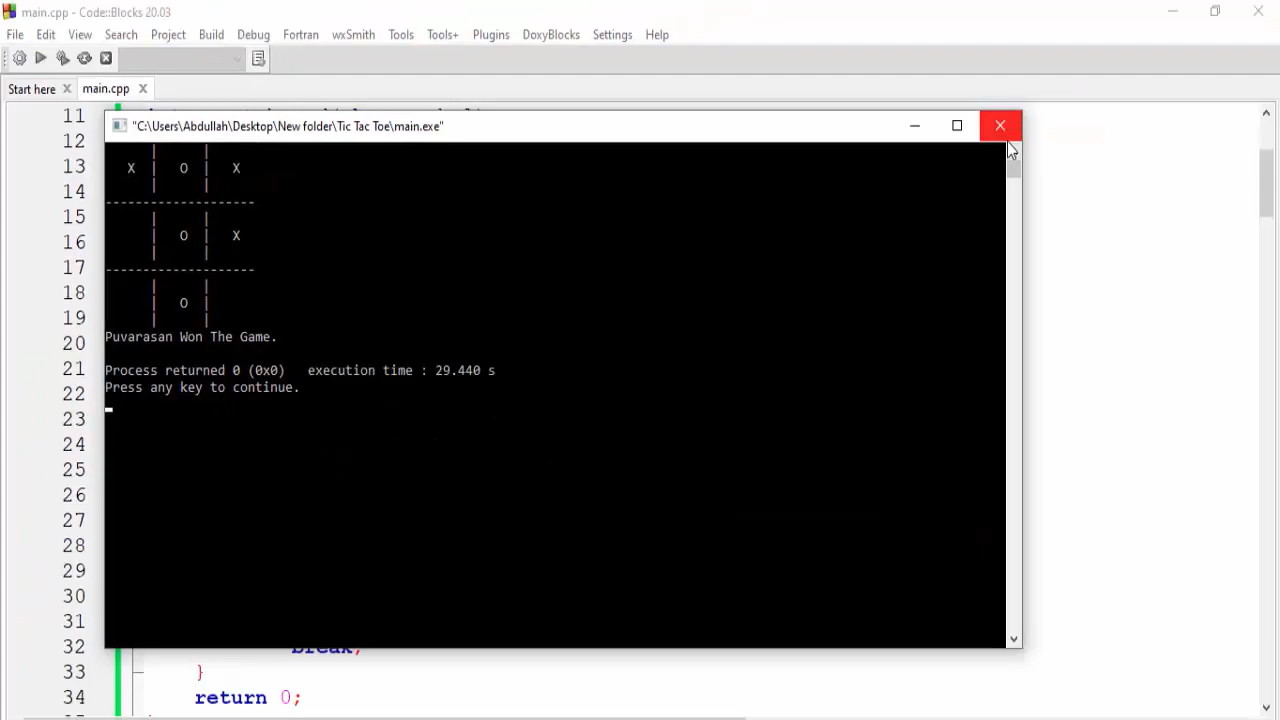 main.cpp - Code::Blocks 20.03
File Edit View Search Project Build Debug Fortran wxSmith Tools Tools+ Plugins DoxyBlocks Settings Help
Start here main.cpp
11
"C:\Users\Abdullah\Desktop\New folder\Tic Tac Toe\main.exe"
12
13
X | O | X
14
--------------------
15
16
| O | X
17
--------------------
18
| O |
19
20
Puvarasan Won The Game.
21
Process returned 0 (0x0) execution time : 29.440 s
22
Press any key to continue.
23
24
25
26
27
28
29
30
31
32 break;
33 }
34 return 0;